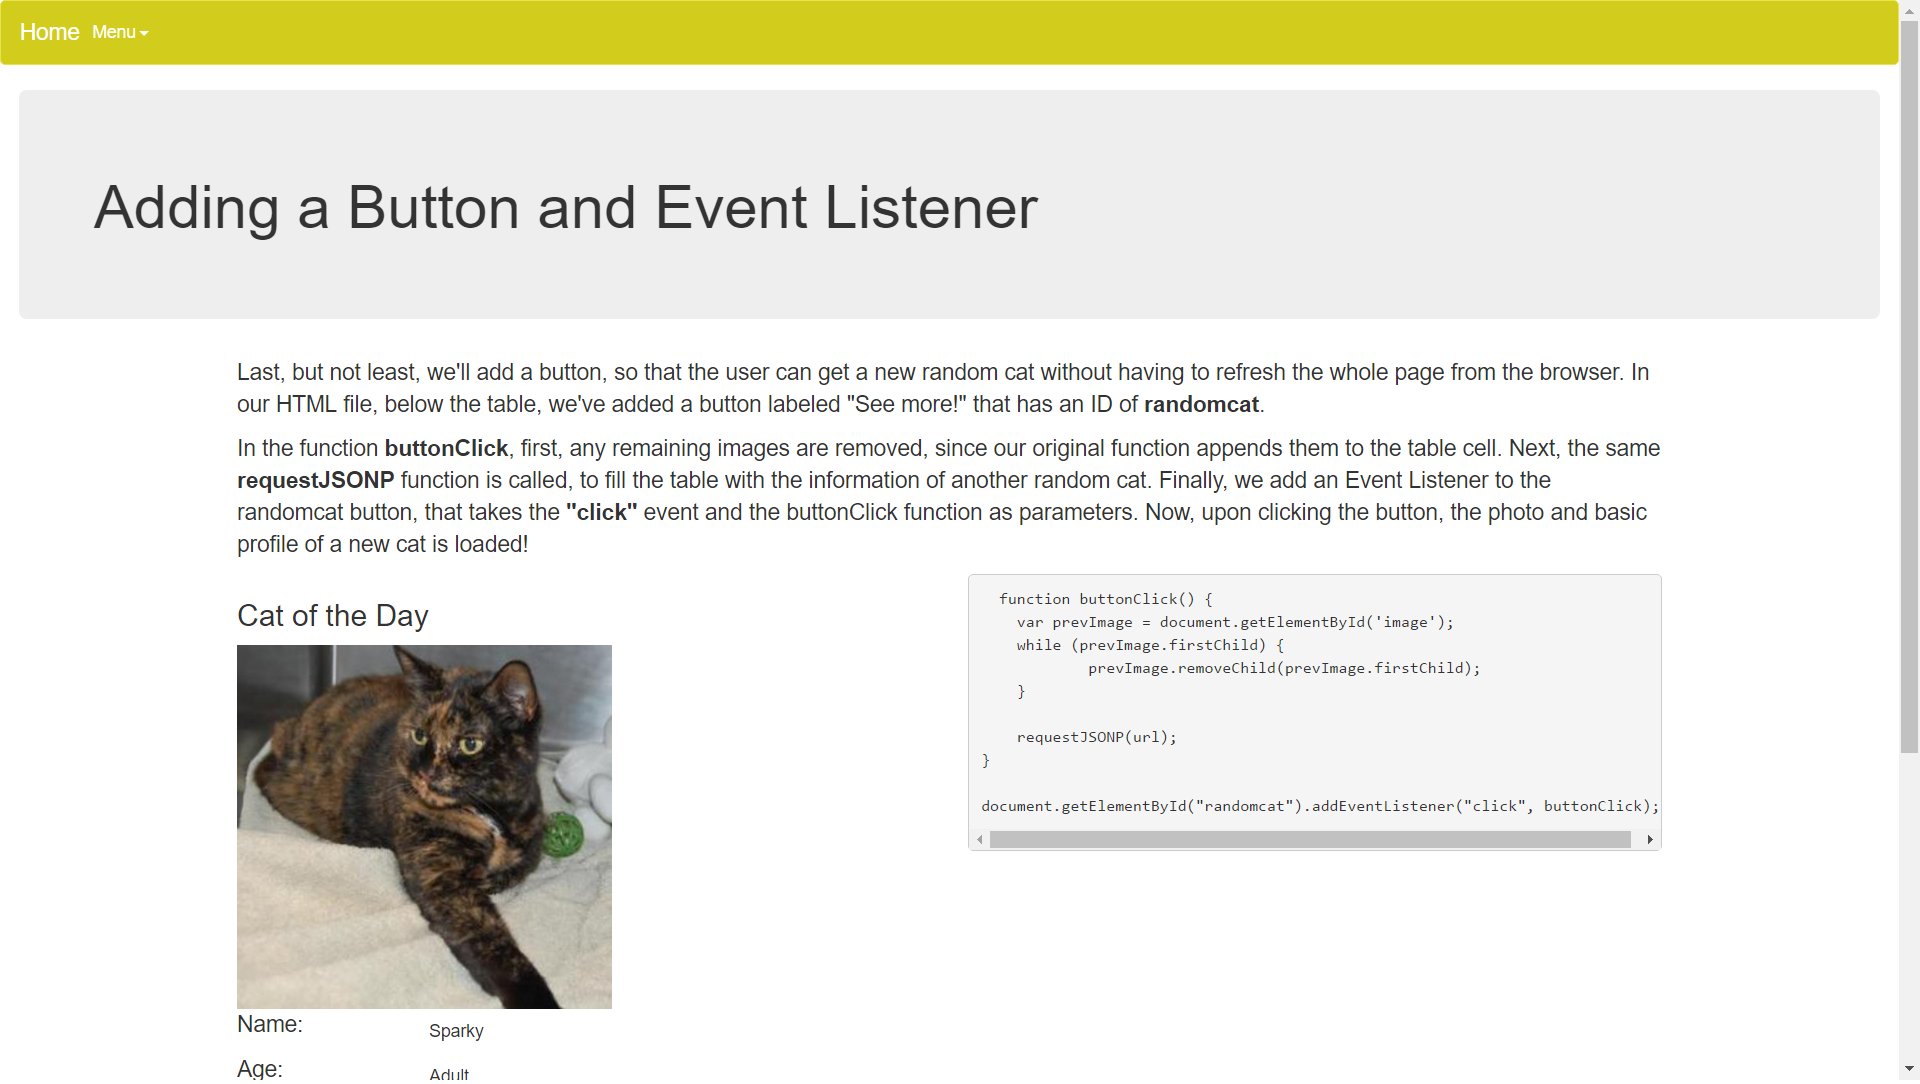 Home Menu
Adding a Button and Event Listener
Last, but not least, we'll add a button, so that the user can get a new random cat without having to refresh the whole page from the browser. In
our HTML file, below the table, we've added a button labeled "See more!" that has an ID of randomcat.
In the function buttonClick, first, any remaining images are removed, since our original function appends them to the table cell. Next, the same
requestJSONP function is called, to fill the table with the information of another random cat. Finally, we add an Event Listener to the
randomcat button, that takes the "click" event and the buttonClick function as parameters. Now, upon clicking the button, the photo and basic
profile of a new cat is loaded!
Cat of the Day
function buttonClick() {
var prevImage = document.getElementById('image');
while (prevImage.firstChild) {
prevImage.removeChild(prevImage.firstChild);
}
requestJSONP(url);
}
document.getElementById("randomcat").addEventListener("click", buttonClick);
Name: Sparky
Age: Adult